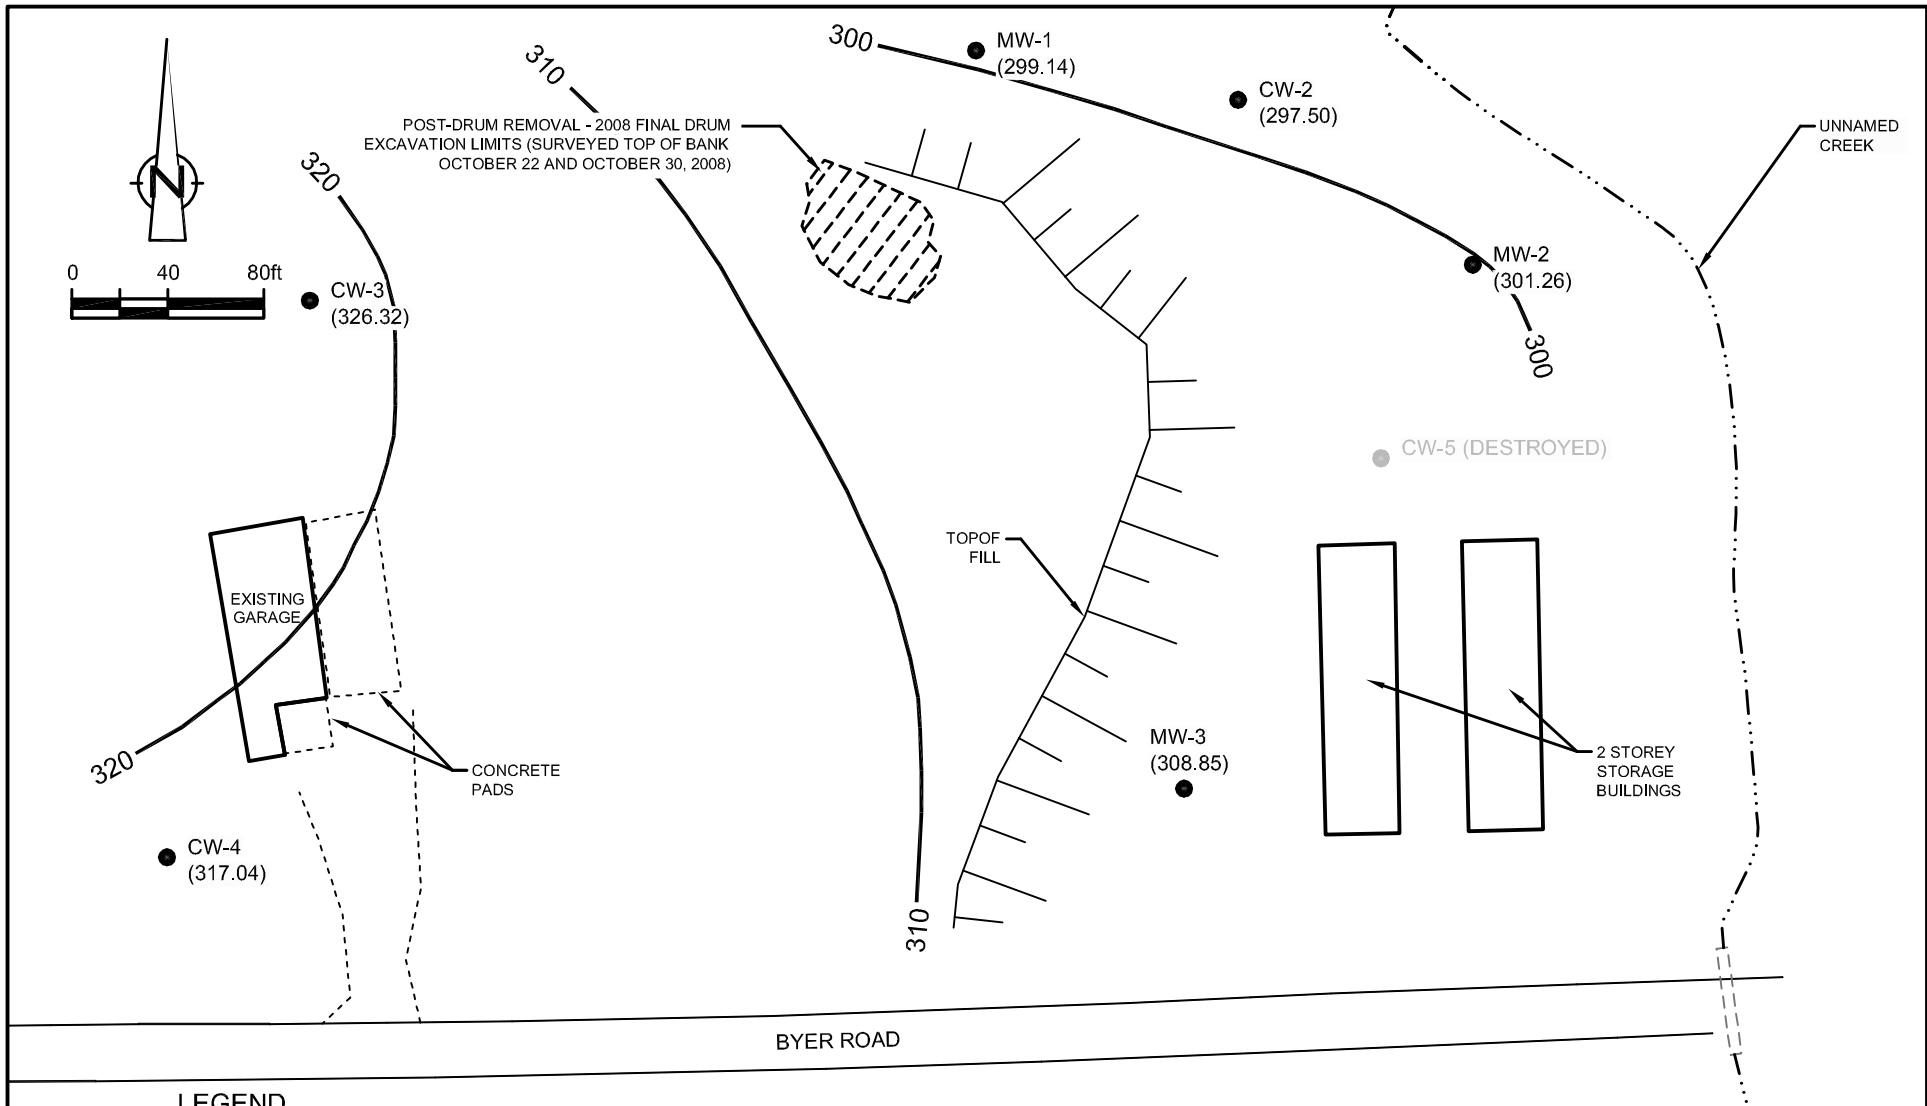 300
MW-1
(299.14)
310
CW-2
(297.50)
POST-DRUM REMOVAL - 2008 FINAL DRUM
EXCAVATION LIMITS (SURVEYED TOP OF BANK
OCTOBER 22 AND OCTOBER 30, 2008)
UNNAMED
CREEK
320
N
0 40 80ft
CW-3
(326.32)
MW-2
(301.26)
300
CW-5 (DESTROYED)
TOPOF
FILL
EXISTING
GARAGE
320
CONCRETE
PADS
MW-3
(308.85)
2 STOREY
STORAGE
BUILDINGS
CW-4
(317.04)
310
BYER ROAD
LEGEND